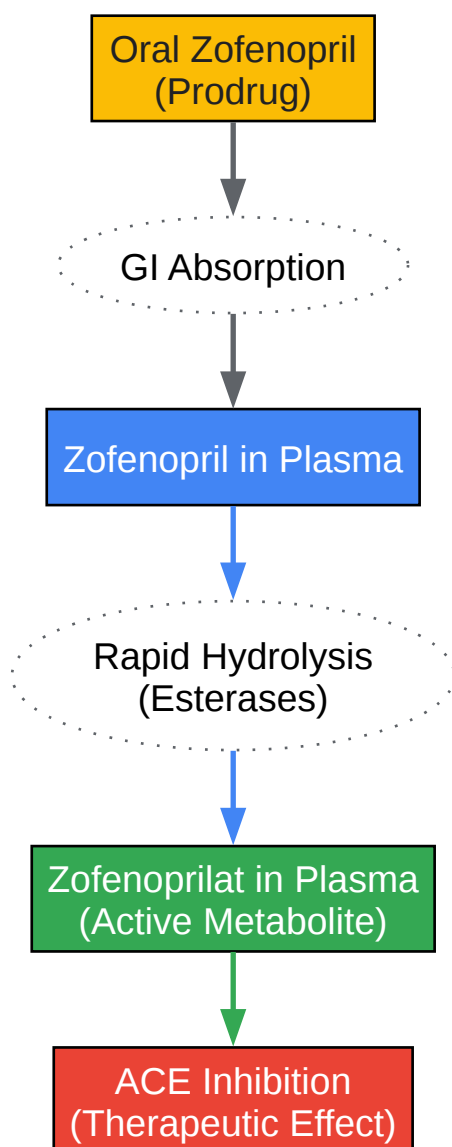 Oral Zofenopril
(Prodrug)
GI Absorption
Zofenopril in Plasma
Rapid Hydrolysis
(Esterases)
Zofenoprilat in Plasma
(Active Metabolite)
ACE Inhibition
(Therapeutic Effect)